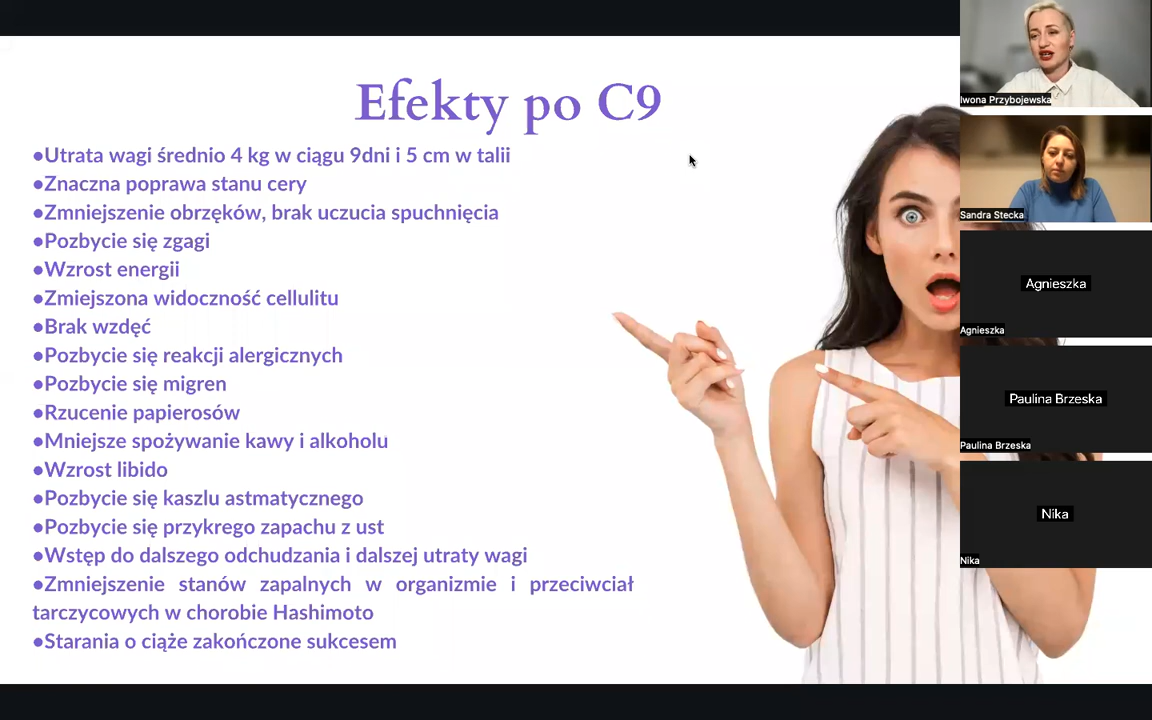 Efekty po C9
•Utrata wagi średnio 4 kg w ciągu 9dni i 5 cm w talii
•Znaczna poprawa stanu cery
•Zmniejszenie obrzęków, brak uczucia spuchnięcia
•Pozbycie się zgagi
•Wzrost energii
•Zmiejszona widoczność cellulitu
•Brak wzdęć
•Pozbycie się reakcji alergicznych
•Pozbycie się migren
•Rzucenie papierosów
•Mniejsze spożywanie kawy i alkoholu
•Wzrost libido
•Pozbycie się kaszlu astmatycznego
•Pozbycie się przykrego zapachu z ust
•Wstęp do dalszego odchudzania i dalszej utraty wagi
•Zmniejszenie stanów zapalnych w organizmie i przeciwciał
tarczycowych w chorobie Hashimoto
•Starania o ciąże zakończone sukcesem
Iwona Przybojewska
Sandra Stecka
Agnieszka
Agnieszka
Paulina Brzeska
Paulina Brzeska
Nika
Nika